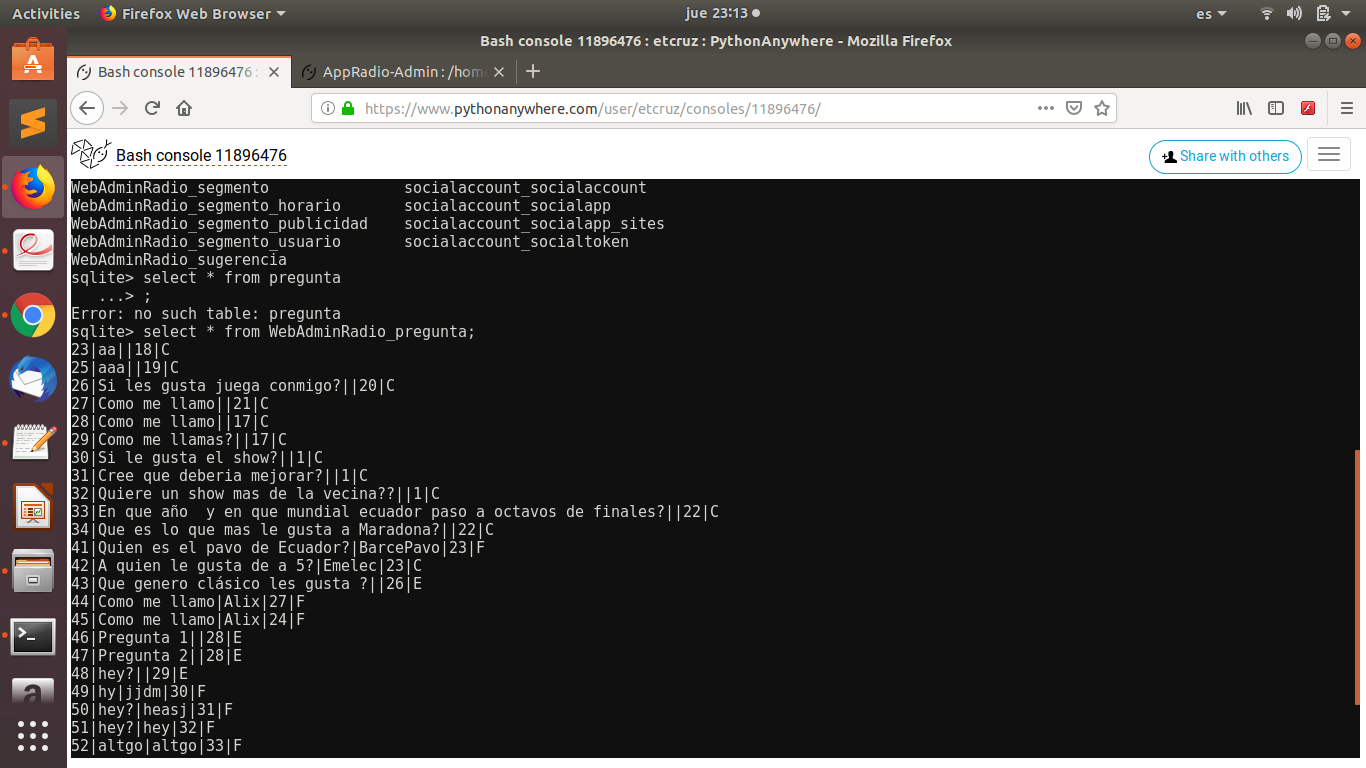 Activities Firefox Web Browser jue 23:13 es
Bash console 11896476 : etcruz : PythonAnywhere - Mozilla Firefox
Bash console 11896476 : AppRadio-Admin : /hom
https://www.pythonanywhere.com/user/etcruz/consoles/11896476/
Bash console 11896476 Share with others
WebAdminRadio_segmento socialaccount_socialaccount
WebAdminRadio_segmento_horario socialaccount_socialapp
WebAdminRadio_segmento_publicidad socialaccount_socialapp_sites
WebAdminRadio_segmento_usuario socialaccount_socialtoken
WebAdminRadio_sugerencia
sqlite> select * from pregunta
...> ;
Error: no such table: pregunta
sqlite> select * from WebAdminRadio_pregunta;
23|aa||18|C
25|aaa||19|C
26|Si les gusta juega conmigo?||20|C
27|Como me llamo||21|C
28|Como me llamo||17|C
29|Como me llamas?||17|C
30|Si le gusta el show?||1|C
31|Cree que deberia mejorar?||1|C
32|Quiere un show mas de la vecina??||1|C
33|En que año  y en que mundial ecuador paso a octavos de finales?||22|C
34|Que es lo que mas le gusta a Maradona?||22|C
41|Quien es el pavo de Ecuador?|BarcePavo|23|F
42|A quien le gusta de a 5?|Emelec|23|C
43|Que genero clásico les gusta ?||26|E
44|Como me llamo|Alix|27|F
45|Como me llamo|Alix|24|F
46|Pregunta 1||28|E
47|Pregunta 2||28|E
48|hey?||29|E
49|hy|jjdm|30|F
50|hey?|heasj|31|F
51|hey?|hey|32|F
52|altgo|altgo|33|F